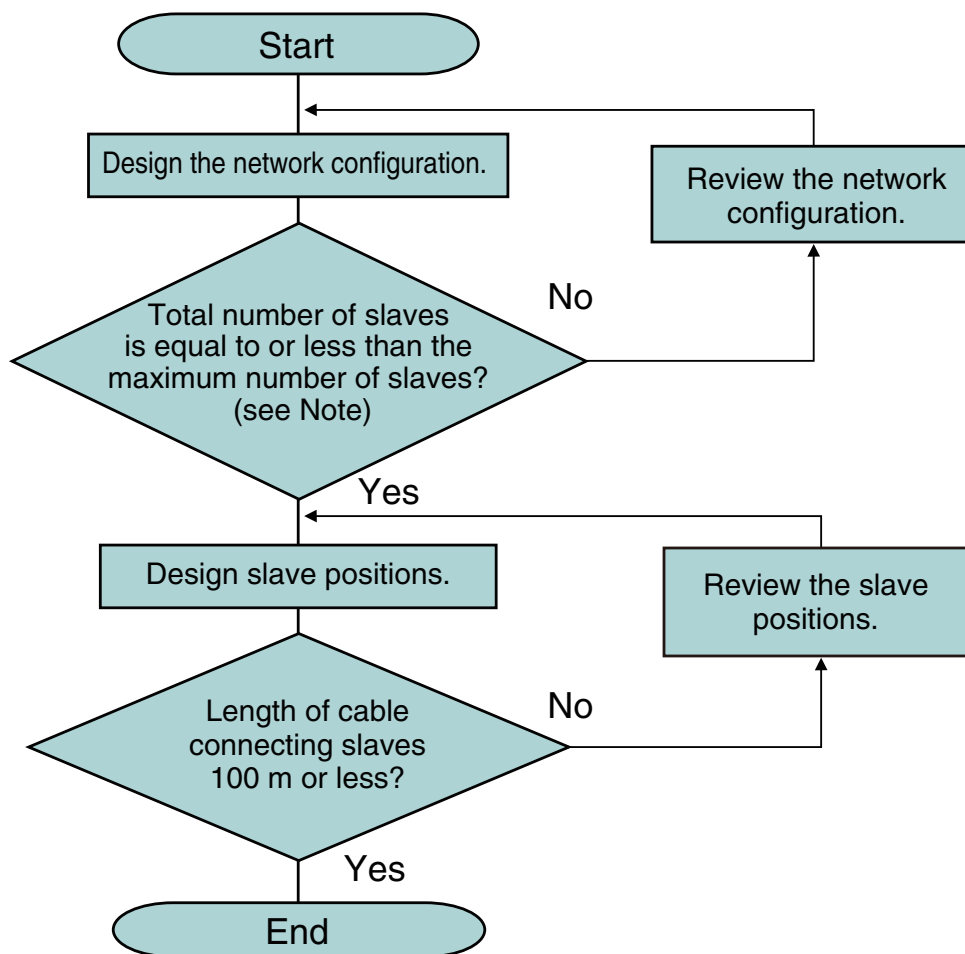 Start
Design the network configuration.
Review the network
configuration.
Total number of slaves
is equal to or less than the
maximum number of slaves?
(see Note)
No
Yes
Design slave positions.
Review the slave
positions.
Length of cable
connecting slaves
100 m or less?
No
Yes
End